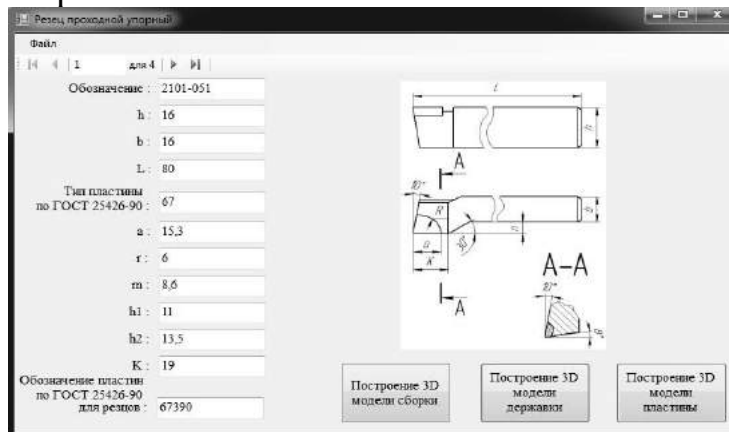 Резец проходной упорный
Файл
1 для 4
Обозначение : 2101-051
h : 16
b : 16
L : 80
Тип пластины
по ГОСТ 25426-90 : 67
a : 15,3
r : 6
m : 8,6
h1 : 11
h2 : 13,5
K : 19
Обозначение пластин
по ГОСТ 25426-90
для резцов : 67390
h
A
10°
R
b
a
K
n
A
A–A
10°
Построение 3D
модели сборки
Построение 3D
модели
державки
Построение 3D
модели
пластины